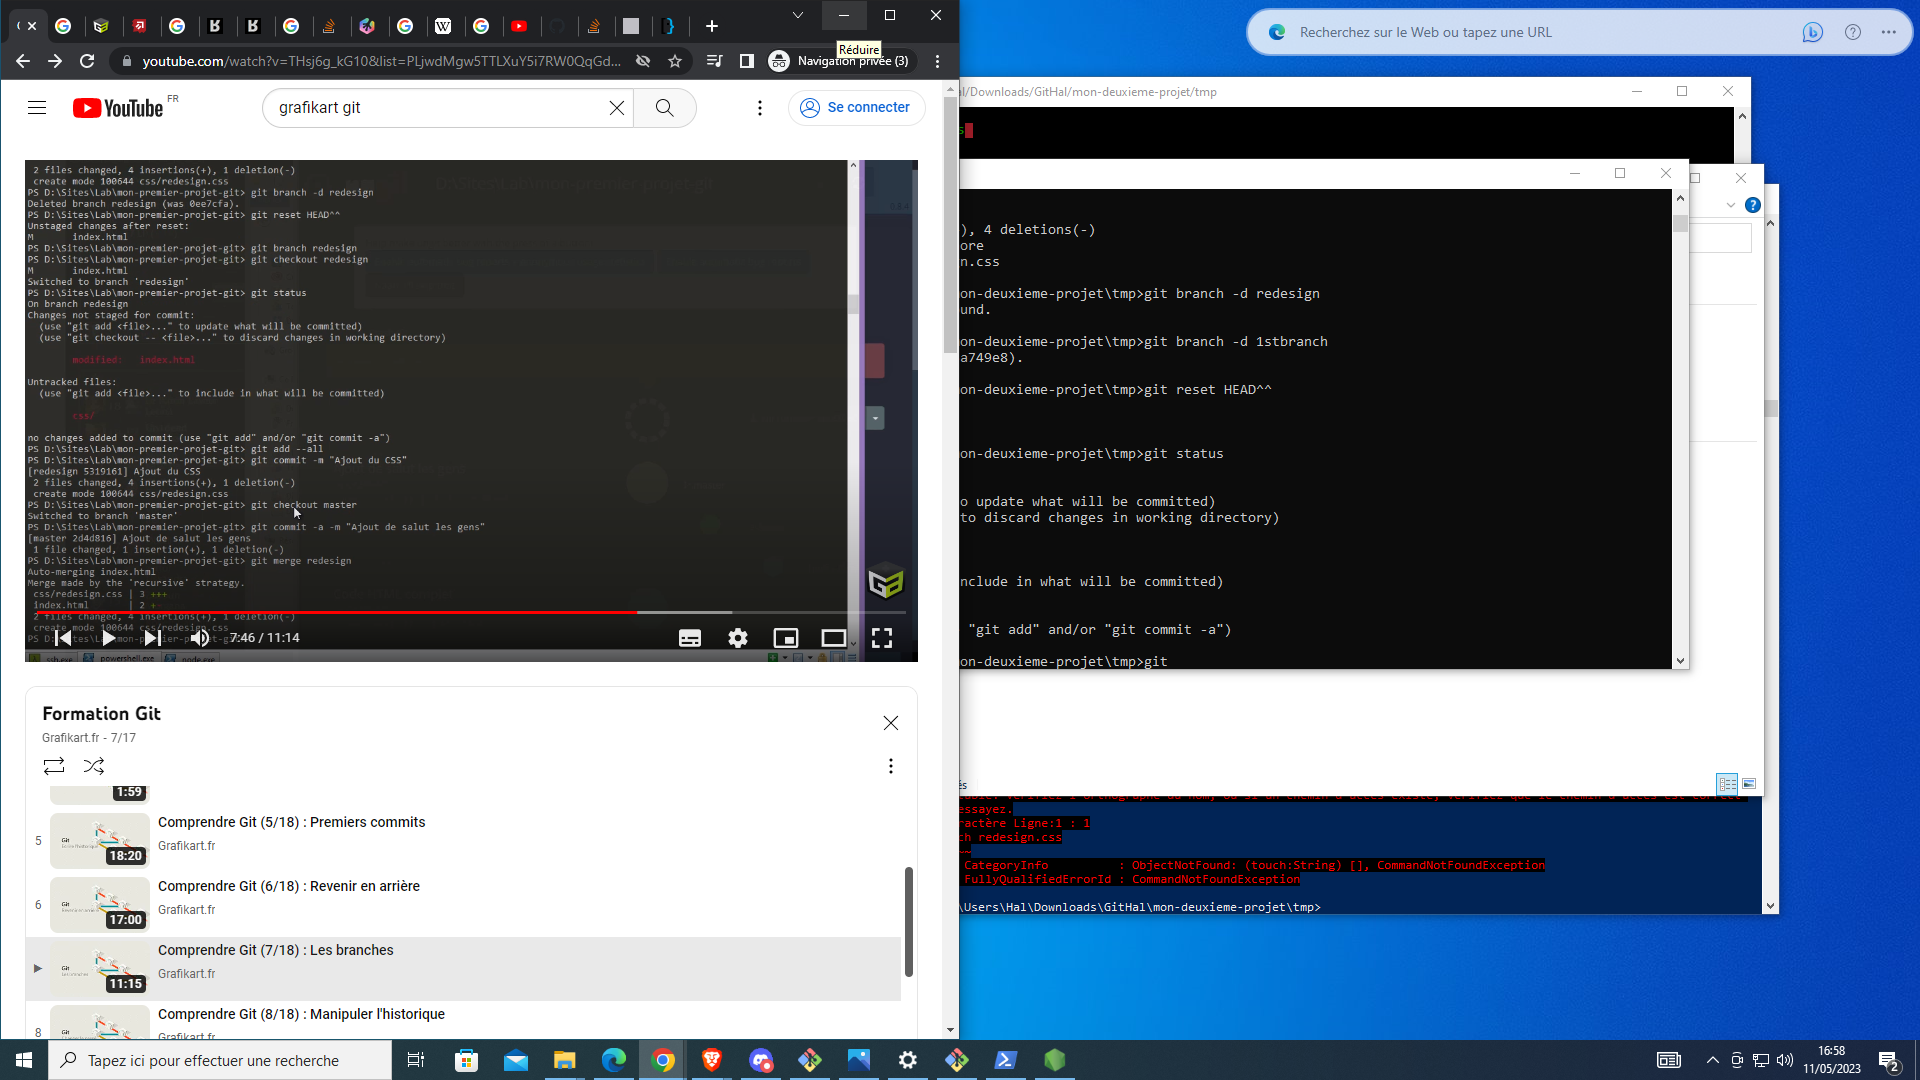 Réduire
youtube.com/watch?v=THsj6g_kG10&list=PLjwdMgw5TTLXuY5i7RW0QqGd...
Navigation privée (3)
YouTube FR
grafikart git
Se connecter
2 files changed, 4 insertions(+), 1 deletion(-)
create mode 100644 css/redesign.css
PS D:\Sites\Lab\mon-premier-projet-git> git branch -d redesign
Deleted branch redesign (was 0ee7cfa).
PS D:\Sites\Lab\mon-premier-projet-git> git reset HEAD^^
Unstaged changes after reset:
M index.html
PS D:\Sites\Lab\mon-premier-projet-git> git branch redesign
PS D:\Sites\Lab\mon-premier-projet-git> git checkout redesign
M index.html
Switched to branch 'redesign'
PS D:\Sites\Lab\mon-premier-projet-git> git status
On branch redesign
Changes not staged for commit:
(use "git add <file>..." to update what will be committed)
(use "git checkout -- <file>..." to discard changes in working directory)
modified: index.html
Untracked files:
(use "git add <file>..." to include in what will be committed)
css/
no changes added to commit (use "git add" and/or "git commit -a")
PS D:\Sites\Lab\mon-premier-projet-git> git add --all
PS D:\Sites\Lab\mon-premier-projet-git> git commit -m "Ajout du CSS"
[redesign 5319161] Ajout du CSS
2 files changed, 4 insertions(+), 1 deletion(-)
create mode 100644 css/redesign.css
PS D:\Sites\Lab\mon-premier-projet-git> git checkout master
Switched to branch 'master'
PS D:\Sites\Lab\mon-premier-projet-git> git commit -a -m "Ajout de salut les gens"
[master 2d4d816] Ajout de salut les gens
1 file changed, 1 insertion(+), 1 deletion(-)
PS D:\Sites\Lab\mon-premier-projet-git> git merge redesign
Auto-merging index.html
Merge made by the 'recursive' strategy.
css/redesign.css | 3 +++
index.html | 2 +
2 files changed, 4 insertions(+), 1 deletion(-)
create mode 100644 css/redesign.css
7:46 / 11:14
ssh.exe powershell.exe node.exe
Formation Git
Grafikart.fr - 7/17
1:59
5
18:20
Comprendre Git (5/18) : Premiers commits
Grafikart.fr
6
17:00
Comprendre Git (6/18) : Revenir en arrière
Grafikart.fr
11:15
Comprendre Git (7/18) : Les branches
Grafikart.fr
8
Comprendre Git (8/18) : Manipuler l'historique
Grafikart.fr
Recherchez sur le Web ou tapez une URL
al/Downloads/GitHal/mon-deuxieme-projet/tmp
), 4 deletions(-)
ore
n.css
on-deuxieme-projet\tmp>git branch -d redesign
und.
on-deuxieme-projet\tmp>git branch -d 1stbranch
a749e8).
on-deuxieme-projet\tmp>git reset HEAD^^
on-deuxieme-projet\tmp>git status
o update what will be committed)
to discard changes in working directory)
nclude in what will be committed)
"git add" and/or "git commit -a")
on-deuxieme-projet\tmp>git
és
essayez.
ractère Ligne:1 : 1
ch redesign.css
~~
CategoryInfo : ObjectNotFound: (touch:String) [], CommandNotFoundException
FullyQualifiedErrorId : CommandNotFoundException
\Users\Hal\Downloads\GitHal\mon-deuxieme-projet\tmp>
Tapez ici pour effectuer une recherche
16:58
11/05/2023
2